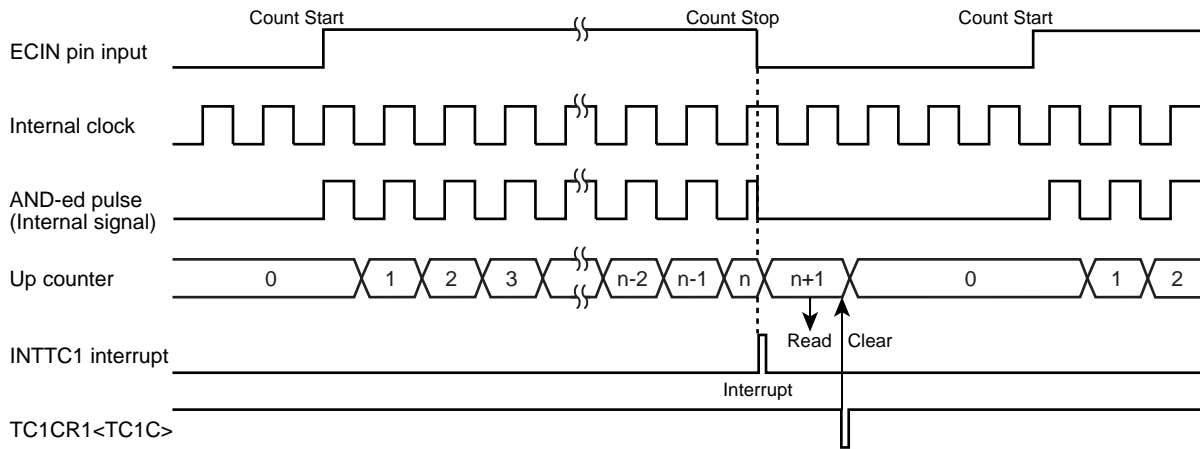 Count Start Count Stop Count Start
ECIN pin input
Internal clock
AND-ed pulse
(Internal signal)
Up counter 0 1 2 3 n-2 n-1 n n+1 0 1 2
Read Clear
INTTC1 interrupt
Interrupt
TC1CR1<TC1C>